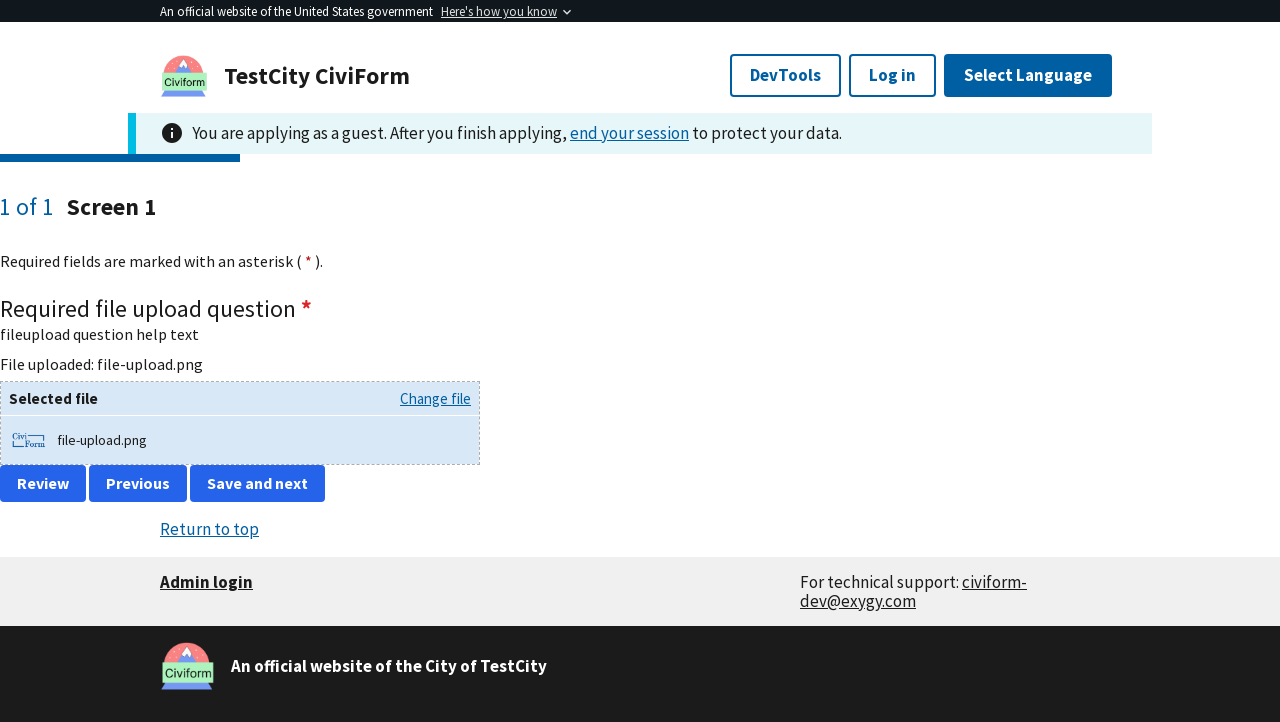 An official website of the United States government Here's how you know
Civiform
TestCity CiviForm
DevTools
Log in
Select Language
You are applying as a guest. After you finish applying, end your session to protect your data.
1 of 1 Screen 1
Required fields are marked with an asterisk ( * ).
Required file upload question *
fileupload question help text
File uploaded: file-upload.png
Selected file
Change file
Civi
Form
file-upload.png
Review
Previous
Save and next
Return to top
Admin login
For technical support: civiform-
dev@exygy.com
Civiform
An official website of the City of TestCity